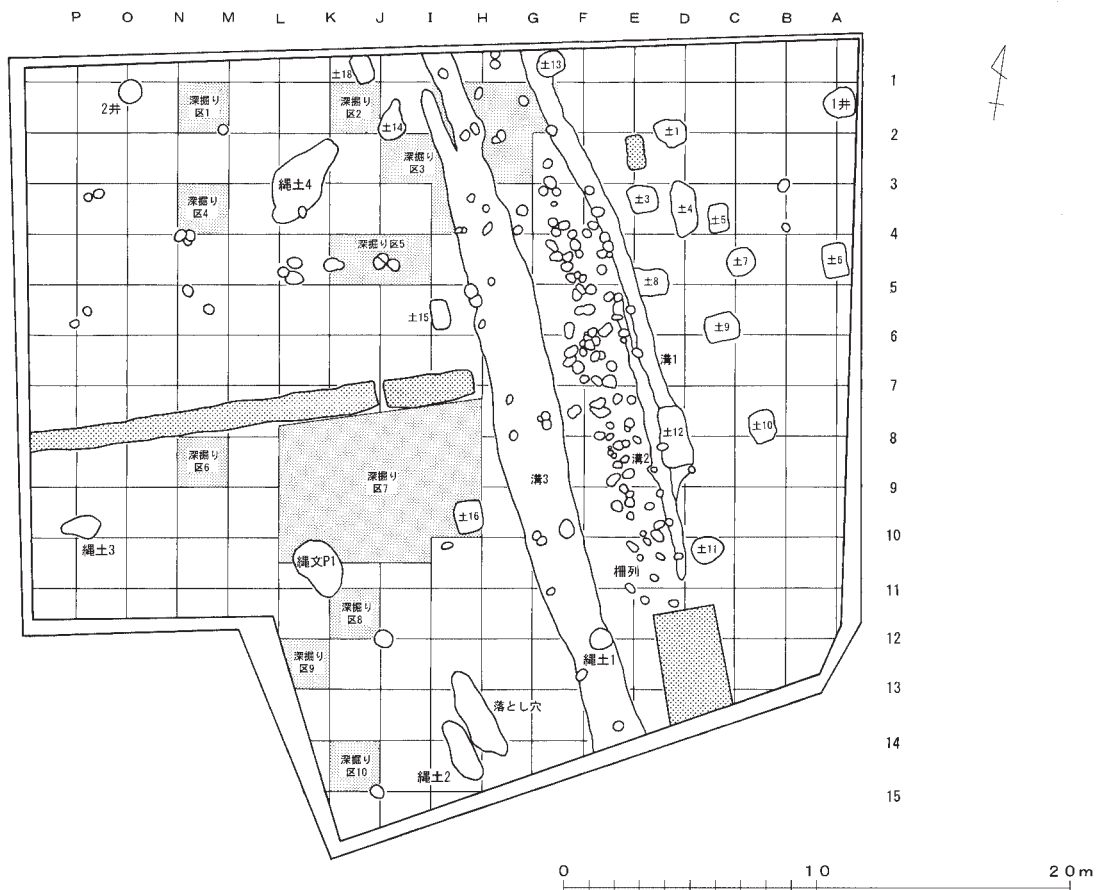 P O N M L K J I H G F E D C B A
土18
土13
1
2井
深掘り
区1
深掘り
区2
1井
土14
土1
2
深掘り
区3
縄土4
3
深掘り
区4
土3
土4
土5
4
深掘り区5
土7
土6
土8
5
土15
土9
6
溝1
7
土12
土10
8
深掘り
区6
溝2
深掘り
区7
溝3
9
土16
縄土3
10
土11
縄文P1
柵列
11
深掘り
区8
12
縄土1
深掘り
区9
13
落とし穴
14
深掘り
区10
縄土2
15
0 10 20m